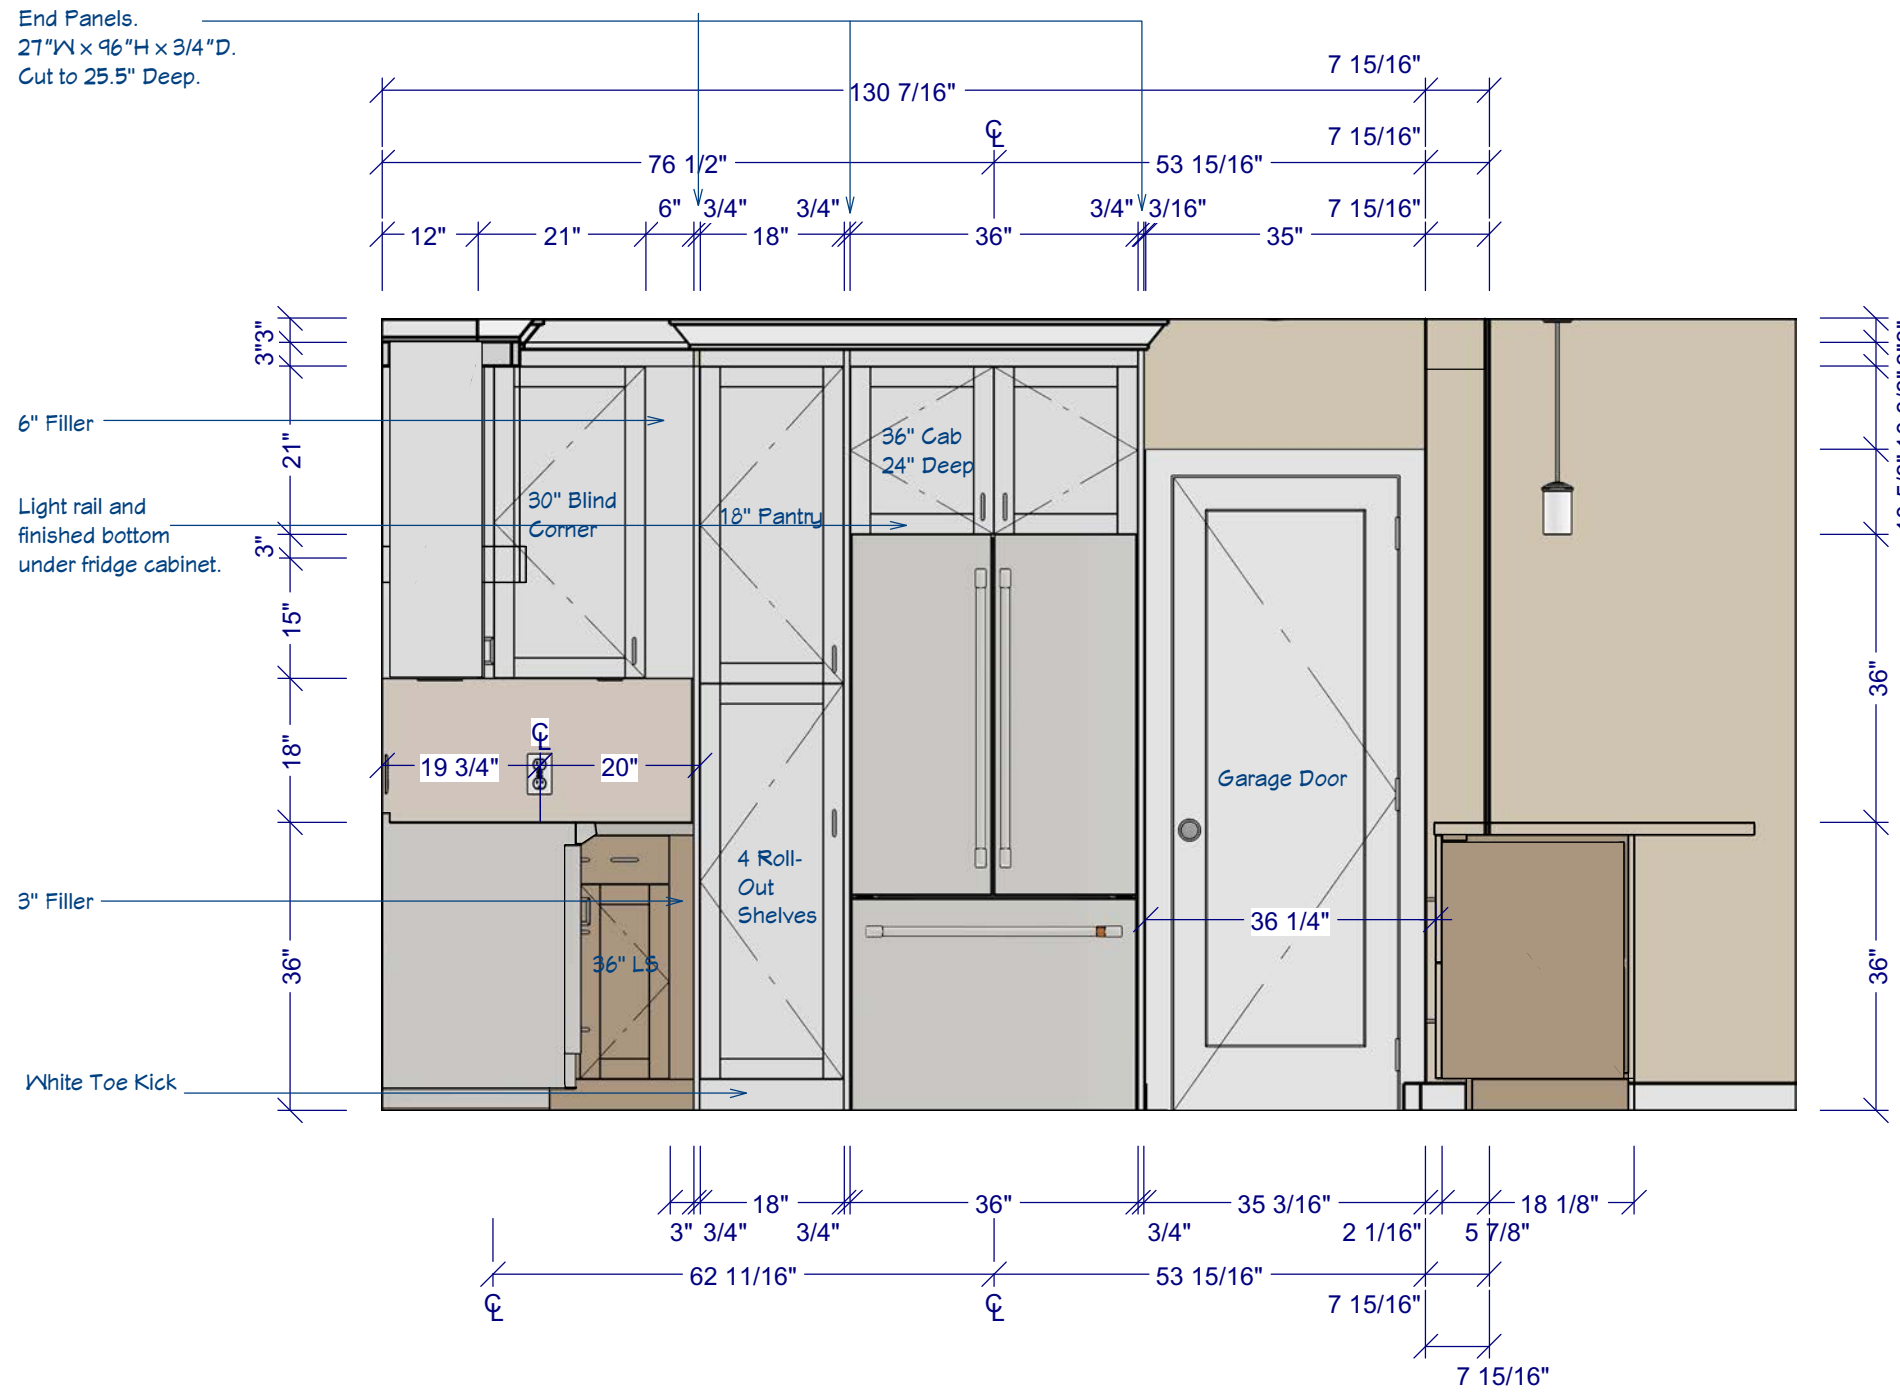 End Panels.
27"W x 96"H x 3/4"D.
Cut to 25.5" Deep.
7 15/16"
130 7/16"
℄
7 15/16"
76 1/2"
53 15/16"
6"
3/4"
3/4"
3/4"
3/16"
7 15/16"
12"
21"
18"
36"
35"
3"
3"
21"
3"
15"
18"
36"
6" Filler
Light rail and
finished bottom
under fridge cabinet.
3" Filler
White Toe Kick
30" Blind
Corner
18" Pantry
36" Cab
24" Deep
℄
19 3/4"
20"
Garage Door
4 Roll-
Out
Shelves
36" LS
36 1/4"
36"
36"
18"
36"
35 3/16"
18 1/8"
3"
3/4"
3/4"
3/4"
2 1/16"
5 7/8"
62 11/16"
53 15/16"
℄
℄
7 15/16"
7 15/16"